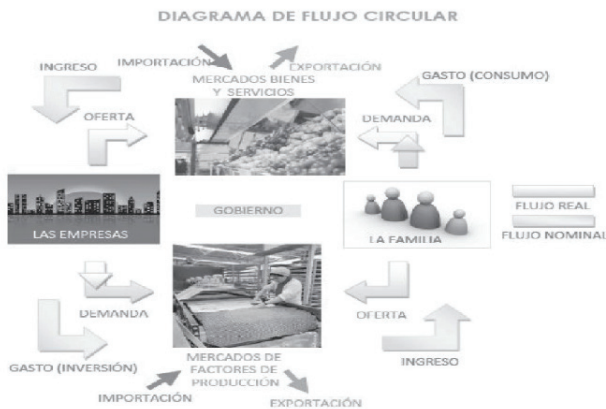 DIAGRAMA DE FLUJO CIRCULAR
INGRESO
IMPORTACIÓN
EXPORTACIÓN
MERCADOS BIENES
Y SERVICIOS
GASTO (CONSUMO)
OFERTA
DEMANDA
GOBIERNO
LAS EMPRESAS
LA FAMILIA
FLUJO REAL
FLUJO NOMINAL
DEMANDA
OFERTA
GASTO (INVERSIÓN)
MERCADOS DE
FACTORES DE
PRODUCCIÓN
INGRESO
IMPORTACIÓN
EXPORTACIÓN